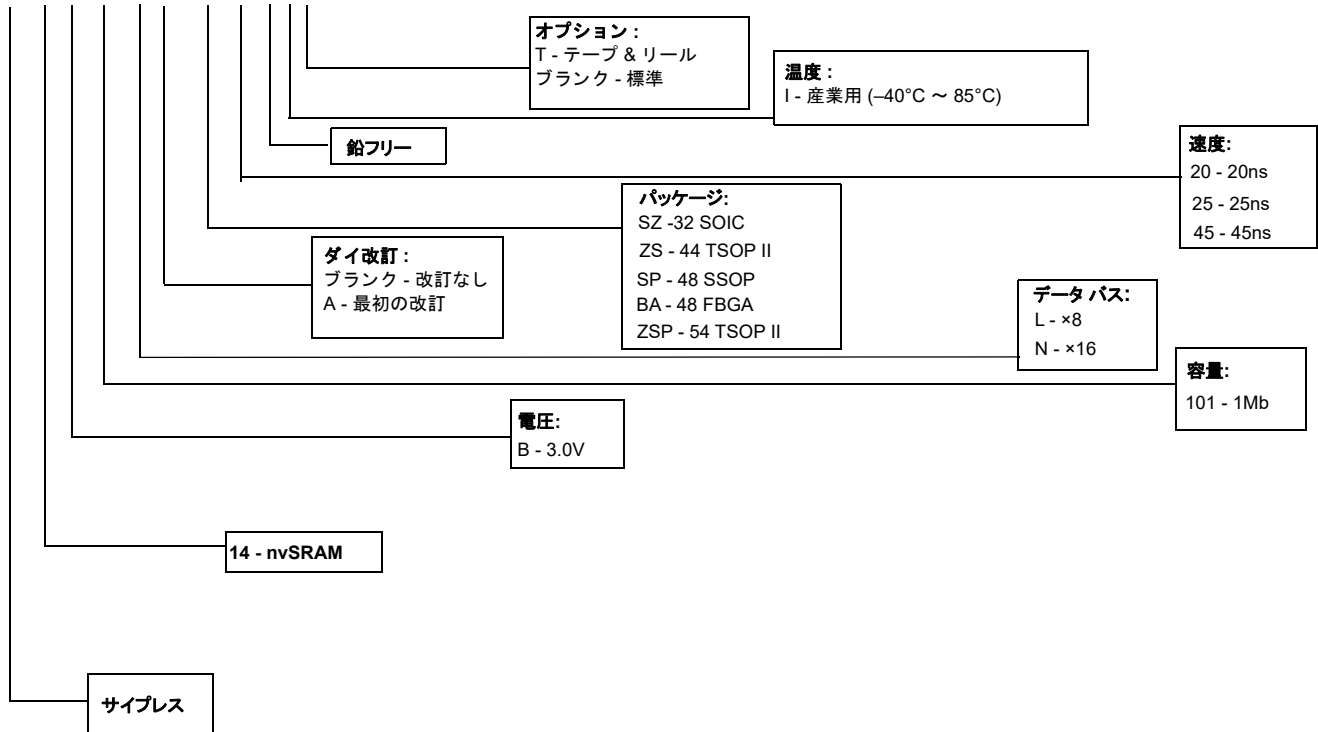 オプション :
T - テープ & リール
ブランク - 標準
温度 :
I - 産業用 (–40°C ～ 85°C)
鉛フリー
速度:
20 - 20ns
25 - 25ns
45 - 45ns
パッケージ:
SZ -32 SOIC
ZS - 44 TSOP II
SP - 48 SSOP
BA - 48 FBGA
ZSP - 54 TSOP II
ダイ改訂 :
ブランク - 改訂なし
A - 最初の改訂
データ バス:
L - ×8
N - ×16
容量:
101 - 1Mb
電圧:
B - 3.0V
14 - nvSRAM
サイプレス